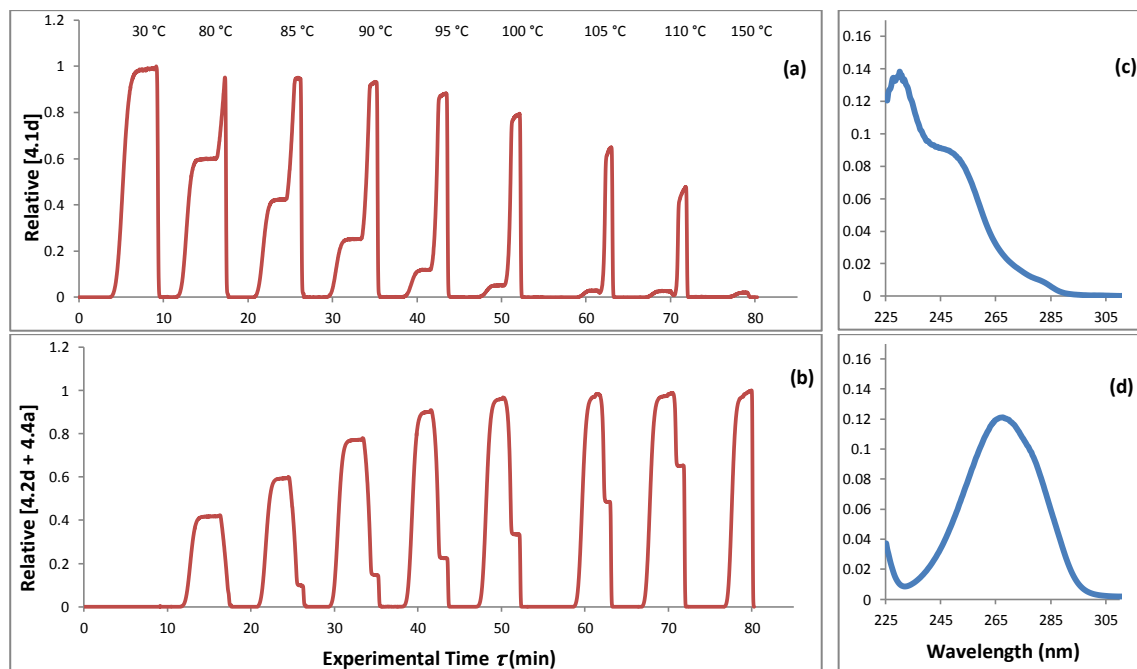 1.2
1
0.8
0.6
0.4
0.2
0
Relative [4.1d]
30 °C 80 °C 85 °C 90 °C 95 °C 100 °C 105 °C 110 °C 150 °C
(a)
0 10 20 30 40 50 60 70 80
0.16
0.14
0.12
0.10
0.08
0.06
0.04
0.02
0
(c)
225 245 265 285 305
1.2
1
0.8
0.6
0.4
0.2
0
Relative [4.2d + 4.4a]
(b)
0 10 20 30 40 50 60 70 80
Experimental Time τ (min)
0.16
0.14
0.12
0.10
0.08
0.06
0.04
0.02
0
(d)
225 245 265 285 305
Wavelength (nm)